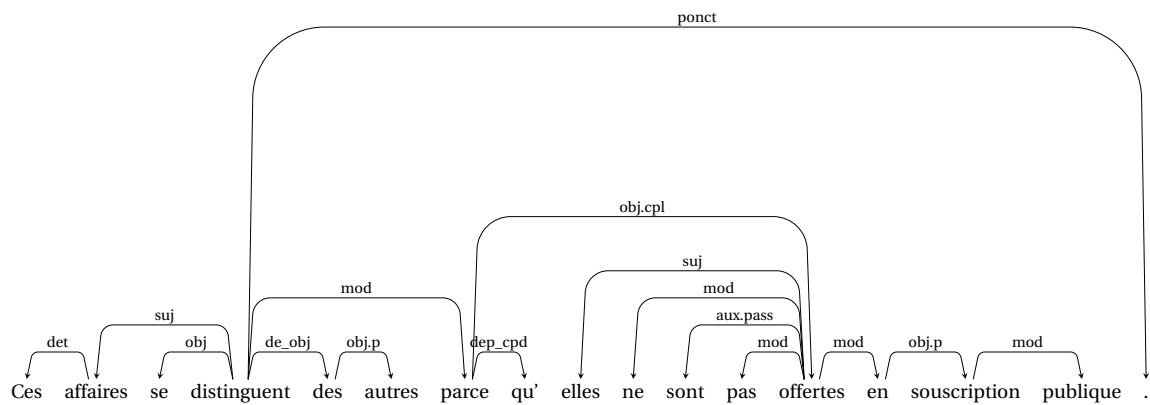 ponct
obj.cpl
suj
mod mod
suj aux.pass
det obj de_obj obj.p dep_cpd mod mod obj.p mod
Ces affaires se distinguent des autres parce qu' elles ne sont pas offertes en souscription publique .